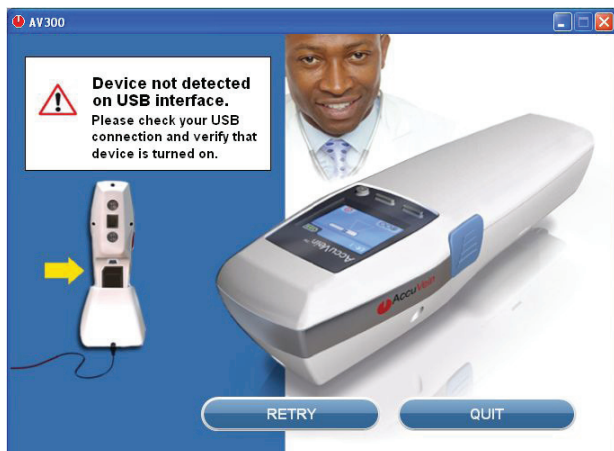 AV300
Device not detected
on USB interface.
Please check your USB
connection and verify that
device is turned on.
AccuVein™
AccuVein
RETRY
QUIT